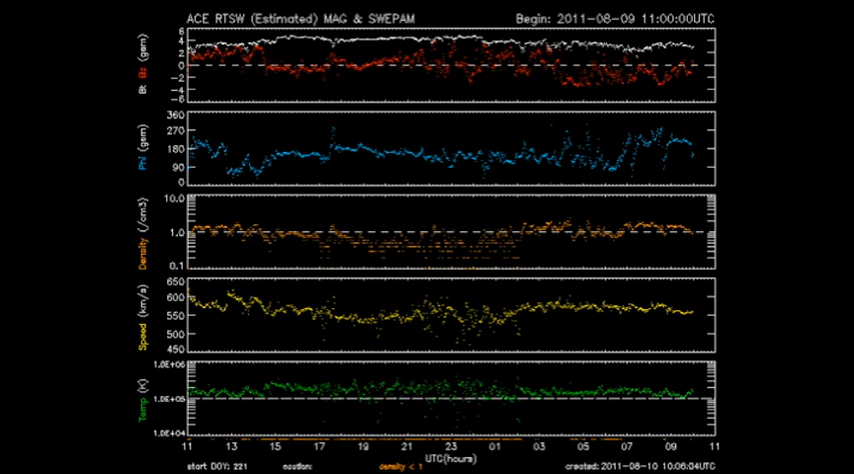 ACE RTSW (Estimated) MAG & SWEPAM Begin: 2011-08-09 11:00:00UTC
Bt Bz (gsm)
6
4
2
0
−2
−4
−6
Phi (gsm)
360
270
180
90
0
Density (/cm3)
10.0
1.0
0.1
Speed (km/s)
650
600
550
500
450
Temp (K)
1.0E+06
1.0E+05
1.0E+04
11 13 15 17 19 21 23 01 03 05 07 09 11
UTC(hours)
start DOY: 221 density < 1 created: 2011-08-10 10:06:04UTC